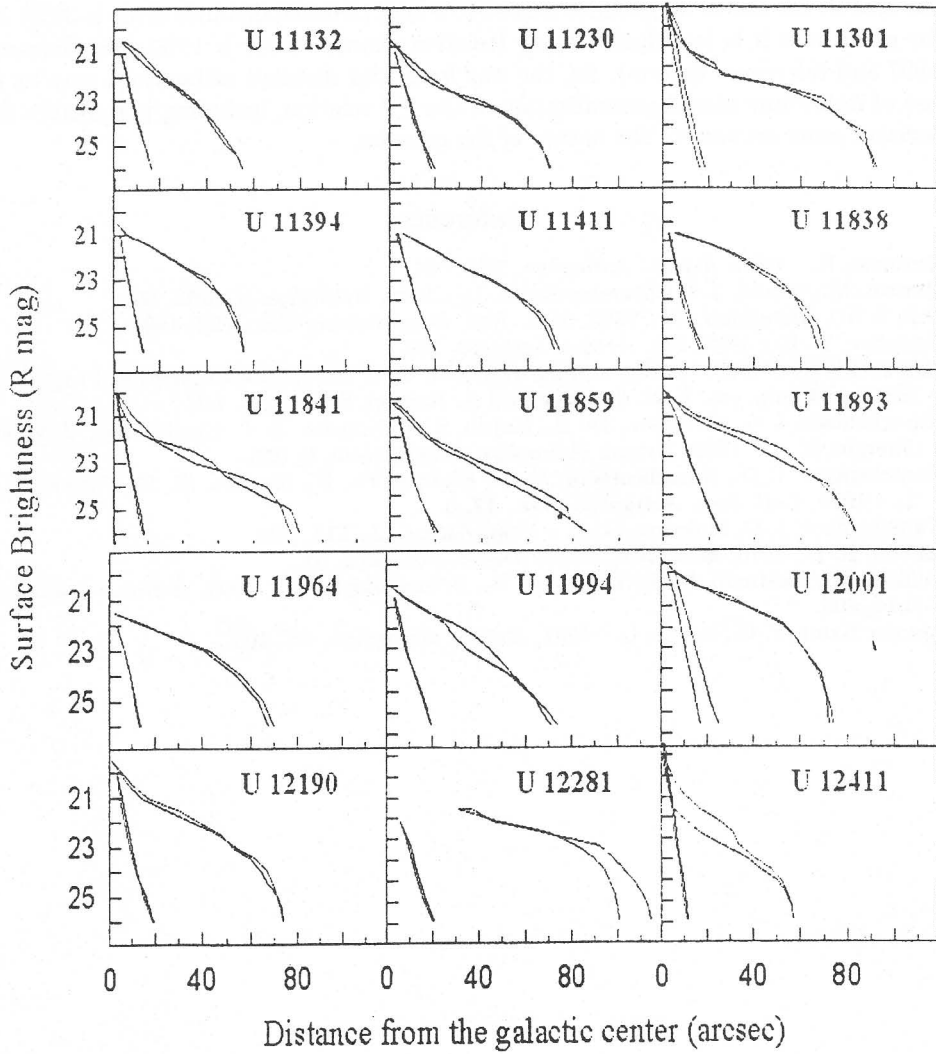 U 11132 U 11230 U 11301
21
23
25
U 11394 U 11411 U 11838
21
23
25
U 11841 U 11859 U 11893
21
23
25
U 11964 U 11994 U 12001
21
23
25
U 12190 U 12281 U 12411
21
23
25
0 40 80 0 40 80 0 40 80
Surface Brightness (R mag)
Distance from the galactic center (arcsec)